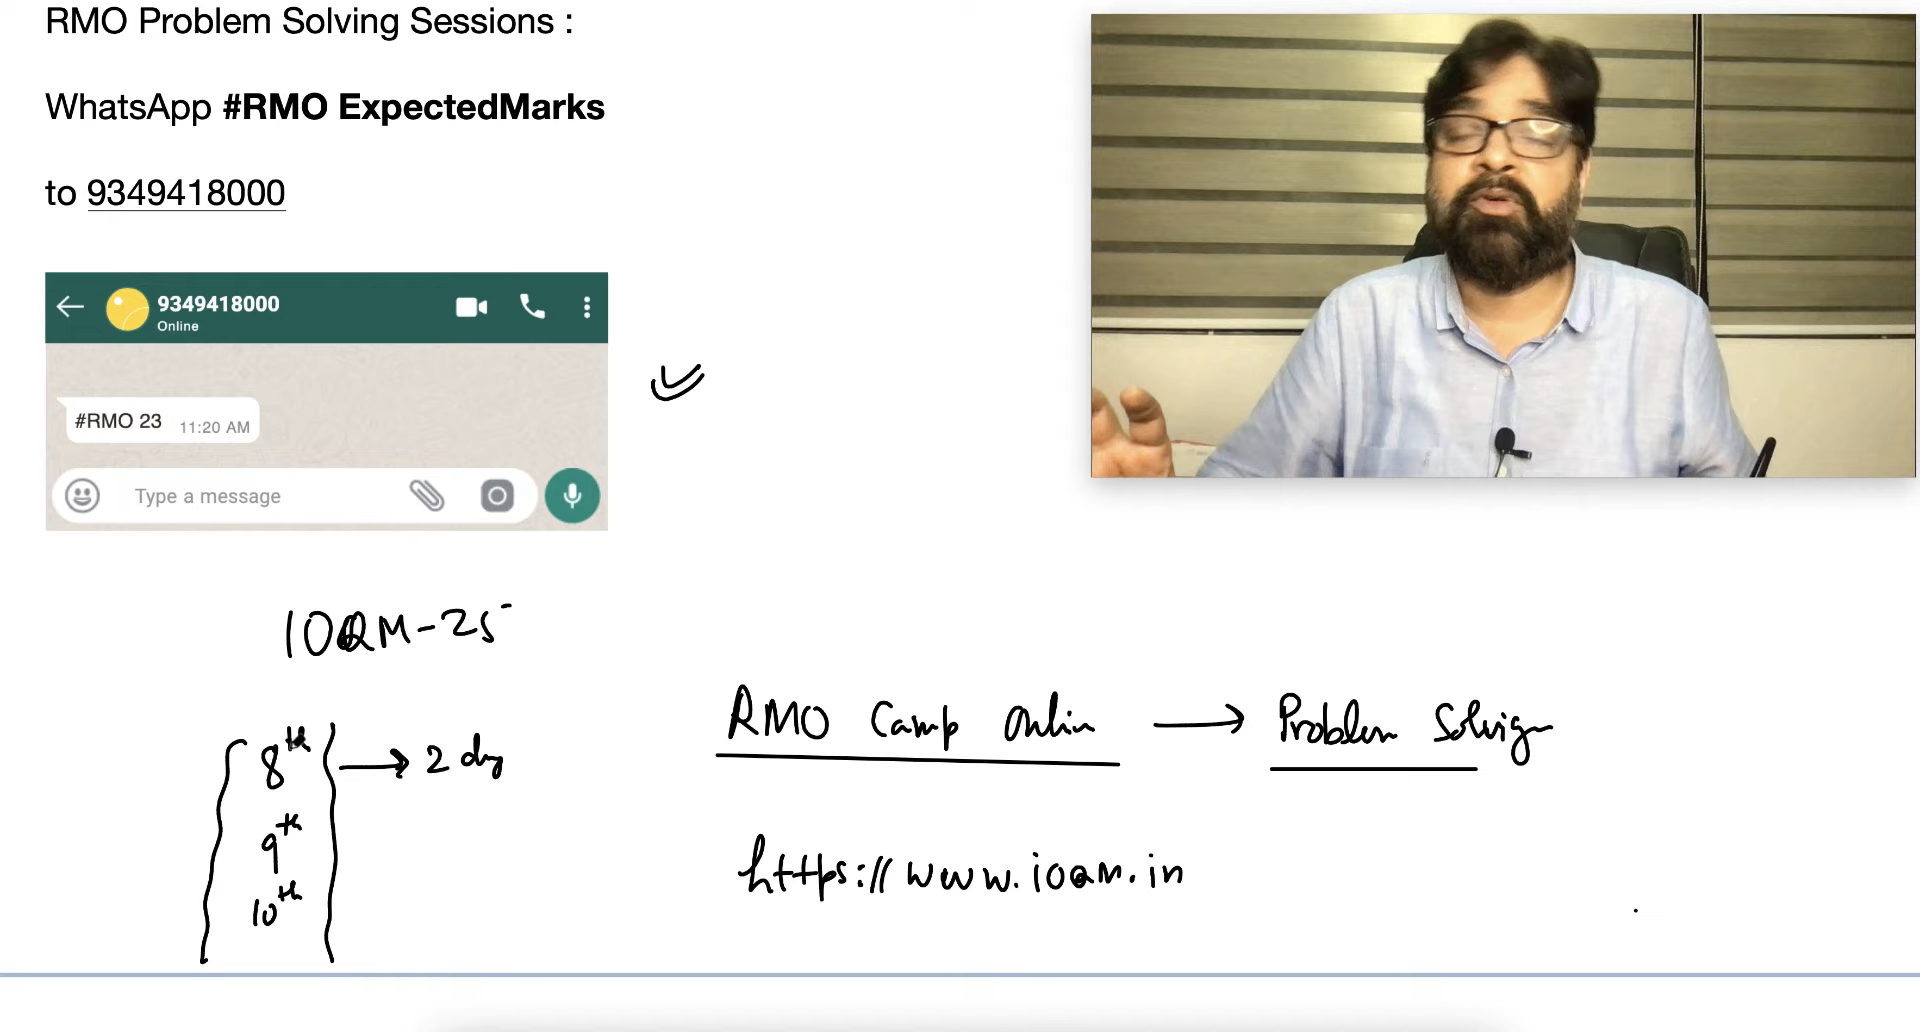 RMO Problem Solving Sessions :
WhatsApp #RMO ExpectedMarks
to 9349418000
9349418000
Online
#RMO 23 11:20 AM
Type a message
IOQM-25
8th → 2 day
9th
10th
RMO Camp Onlin → Problem Solving
https://www.ioqm.in